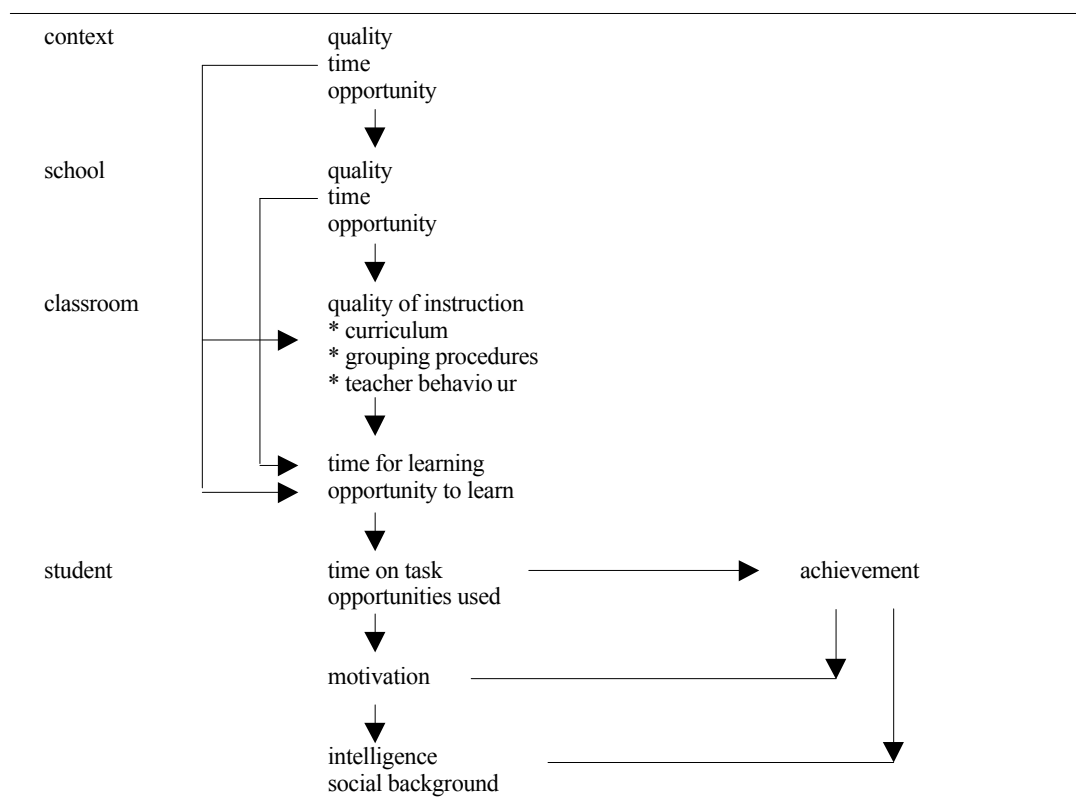 context
quality
time
opportunity
school
quality
time
opportunity
classroom
quality of instruction
* curriculum
* grouping procedures
* teacher behavio ur
time for learning
opportunity to learn
student
time on task
achievement
opportunities used
motivation
intelligence
social background